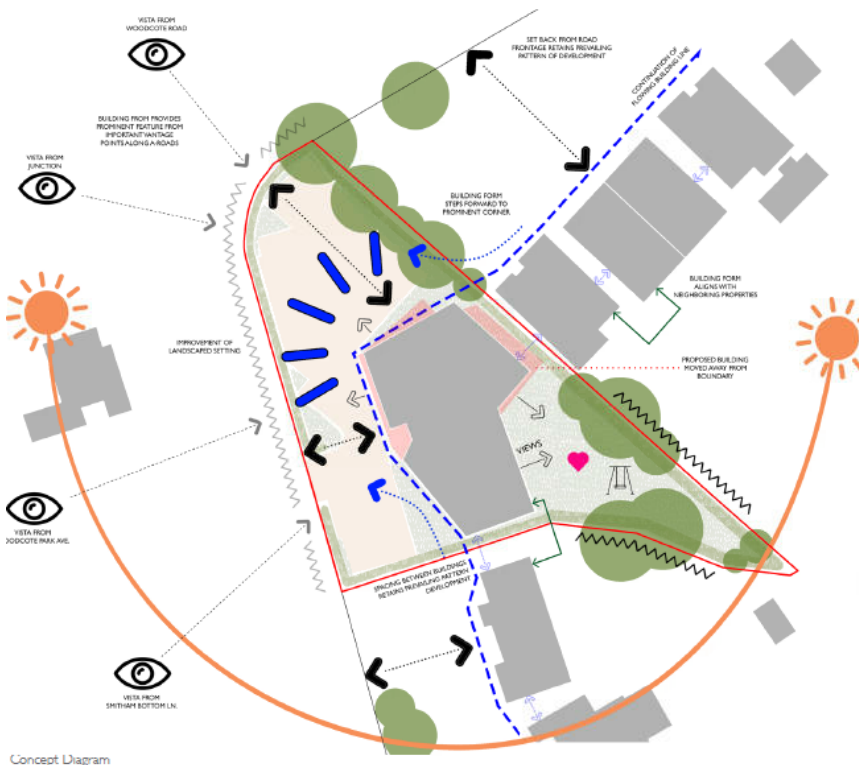 VISTA FROM
WOODCOTE ROAD
SET BACK FROM ROAD
FRONTAGE RETAINS PREVAILING
PATTERN OF DEVELOPMENT
CONTINUATION OF
FLOWING BUILDING LINE
BUILDING FROM PROVIDES
PROMINENT FEATURE FROM
IMPORTANT VANTAGE
POINTS ALONG A-ROADS
VISTA FROM
JUNCTION
BUILDING FORM
STEPS FORWARD TO
PROMINENT CORNER
BUILDING FORM
ALIGNS WITH
NEIGHBORING PROPERTIES
IMPROVEMENT OF
LANDSCAPED SETTING
PROPOSED BUILDING
MOVED AWAY FROM
BOUNDARY
VIEWS
VISTA FROM
OODCOTE PARK AVE.
SPACING BETWEEN BUILDINGS
RETAINS PREVAILING PATTERN
DEVELOPMENT
VISTA FROM
SMITHAM BOTTOM LN.
Concept Diagram